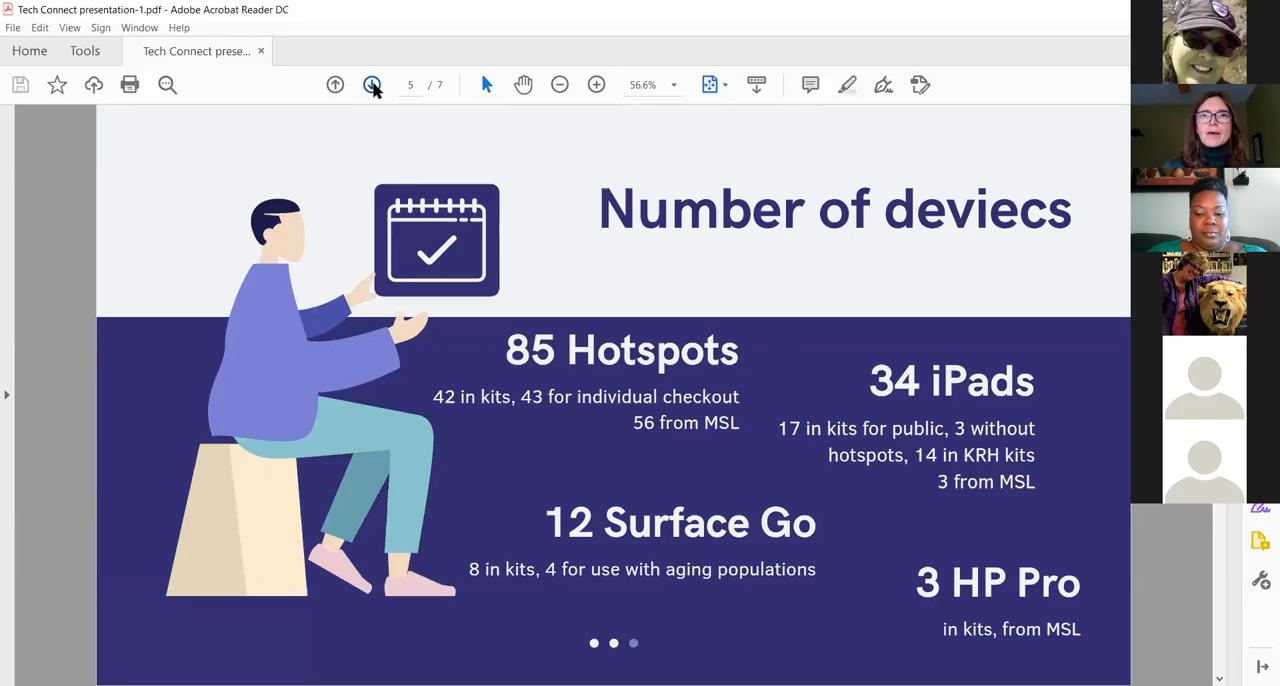 Tech Connect presentation-1.pdf - Adobe Acrobat Reader DC
File Edit View Sign Window Help
Home Tools Tech Connect prese... ×
5 / 7 56.6%
Number of deviecs
85 Hotspots
42 in kits, 43 for individual checkout
56 from MSL
34 iPads
17 in kits for public, 3 without
hotspots, 14 in KRH kits
3 from MSL
12 Surface Go
8 in kits, 4 for use with aging populations
3 HP Pro
in kits, from MSL